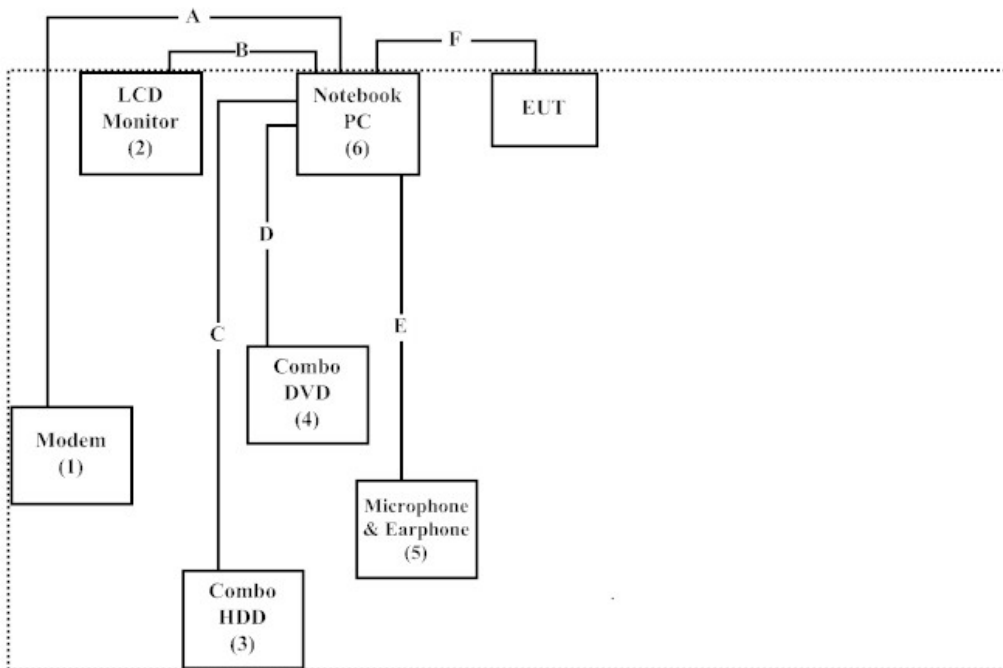 A
B
F
LCD
Monitor
(2)
Notebook
PC
(6)
EUT
D
C
E
Combo
DVD
(4)
Modem
(1)
Microphone
& Earphone
(5)
Combo
HDD
(3)